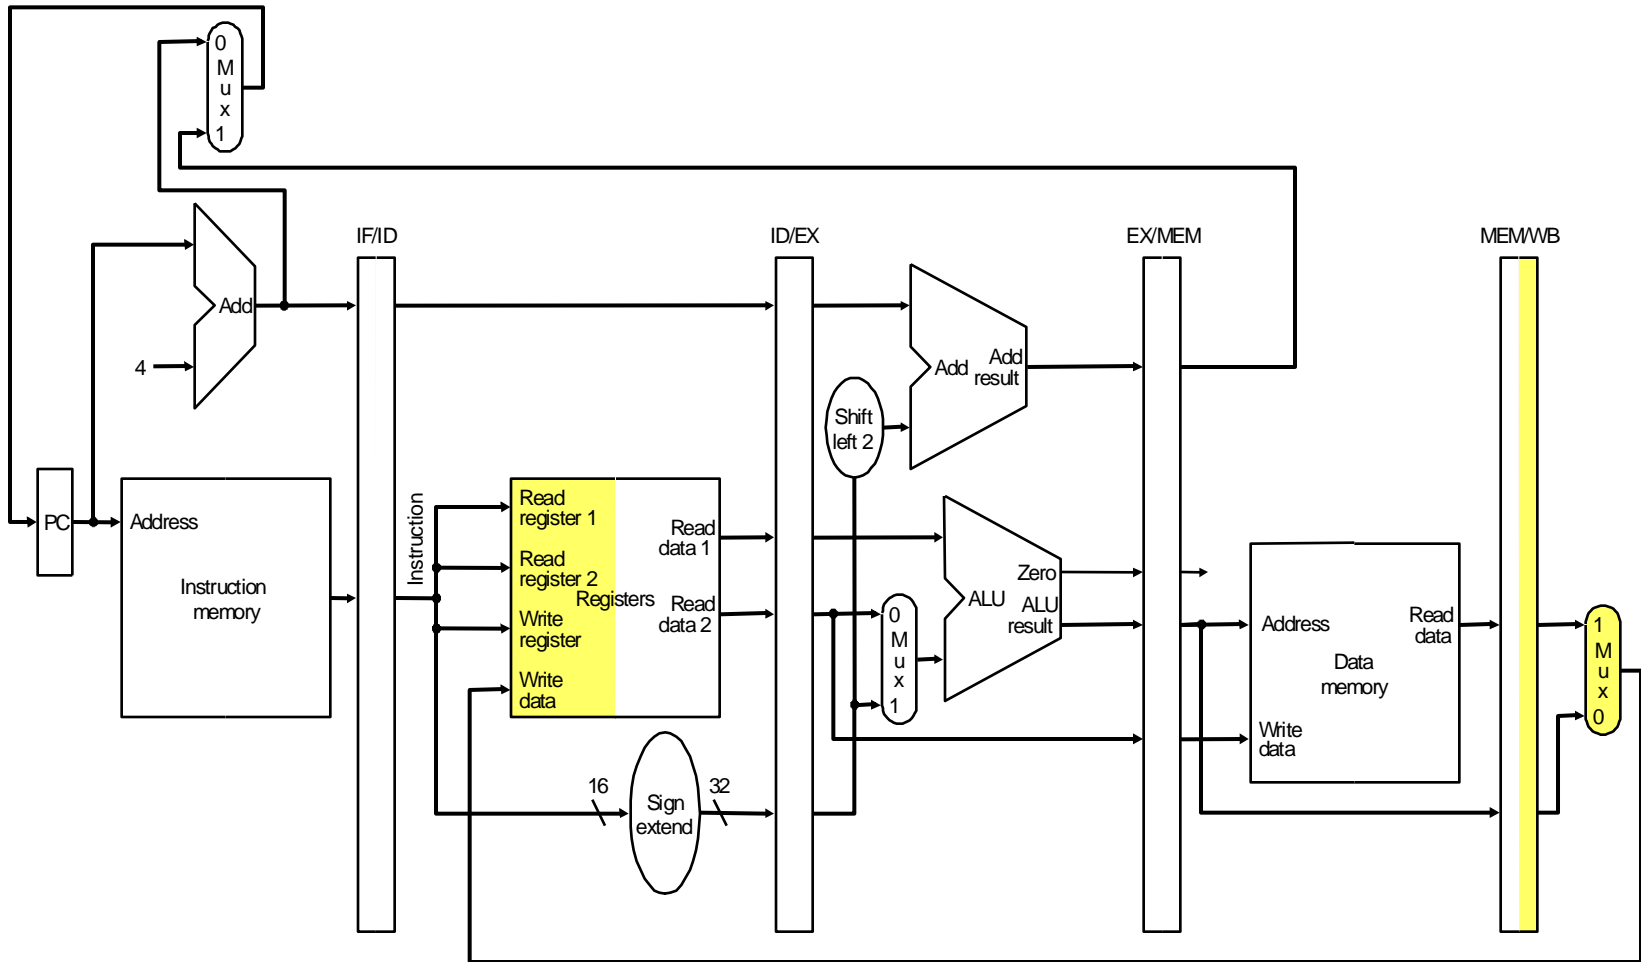 0
M
u
x
1
IF/ID
ID/EX
EX/MEM
MEM/WB
Add
4
Add
Add
result
Shift
left 2
PC
Address
Instruction
memory
Instruction
Read
register 1
Read
register 2
Registers
Write
register
Write
data
Read
data 1
Read
data 2
16
Sign
extend
32
0
M
u
x
1
Zero
ALU
ALU
result
Address
Read
data
Data
memory
Write
data
1
M
u
x
0